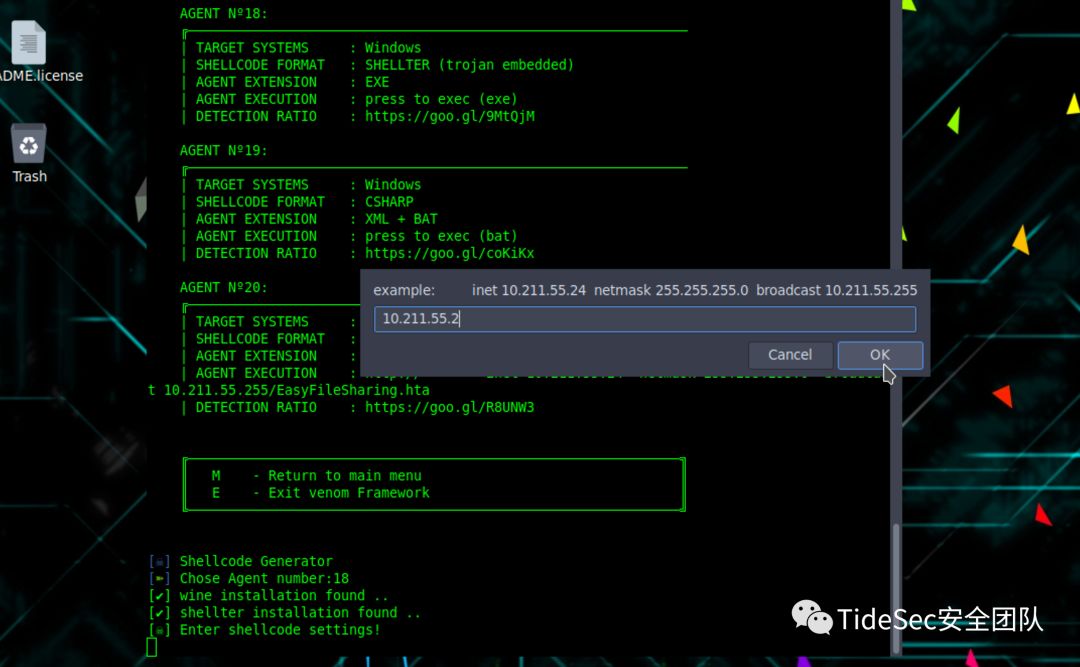 AGENT Nº18:
TARGET SYSTEMS : Windows
SHELLCODE FORMAT : SHELLTER (trojan embedded)
AGENT EXTENSION : EXE
AGENT EXECUTION : press to exec (exe)
DETECTION RATIO : https://goo.gl/9MtQjM
AGENT Nº19:
TARGET SYSTEMS : Windows
SHELLCODE FORMAT : CSHARP
AGENT EXTENSION : XML + BAT
AGENT EXECUTION : press to exec (bat)
DETECTION RATIO : https://goo.gl/coKiKx
AGENT Nº20:
TARGET SYSTEMS :
SHELLCODE FORMAT :
AGENT EXTENSION :
AGENT EXECUTION :
t 10.211.55.255/EasyFileSharing.hta
DETECTION RATIO : https://goo.gl/R8UNW3
M - Return to main menu
E - Exit venom Framework
[☠] Shellcode Generator
[➽] Chose Agent number:18
[✔] wine installation found ..
[✔] shellter installation found ..
[☠] Enter shellcode settings!
example: inet 10.211.55.24 netmask 255.255.255.0 broadcast 10.211.55.255
10.211.55.2
Cancel
OK
DME.license
Trash
TideSec安全团队